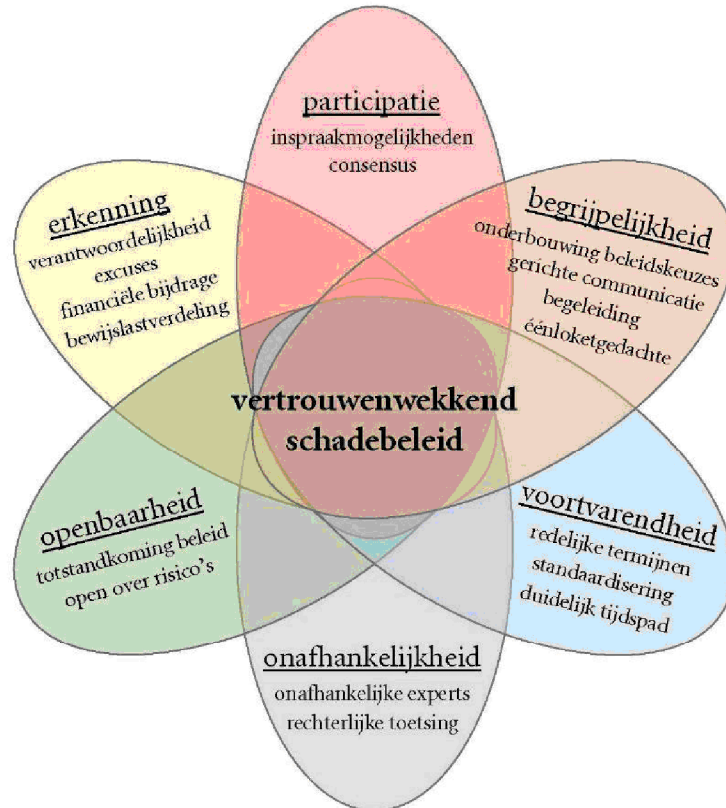 participatie
inspraakmogelijkheden
consensus
erkenning
verantwoordelijkheid
excuses
financiële bijdrage
bewijslastverdeling
begrijpelijkheid
onderbouwing beleidskeuzes
gerichte communicatie
begeleiding
éénloketgedachte
vertrouwenwekkend
schadebeleid
openbaarheid
totstandkoming beleid
open over risico's
voortvarendheid
redelijke termijnen
standaardisering
duidelijk tijdspad
onafhankelijkheid
onafhankelijke experts
rechterlijke toetsing